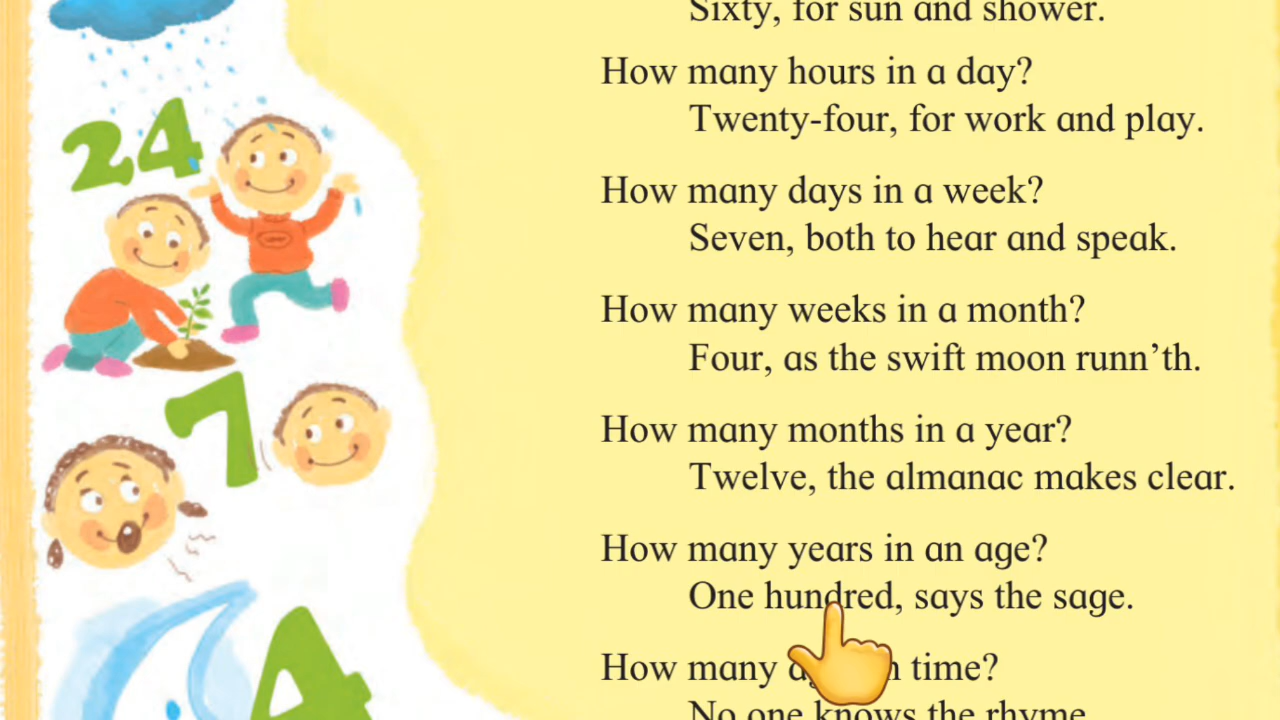 Sixty, for sun and shower.
How many hours in a day?
Twenty-four, for work and play.
How many days in a week?
Seven, both to hear and speak.
How many weeks in a month?
Four, as the swift moon runn’th.
How many months in a year?
Twelve, the almanac makes clear.
How many years in an age?
One hundred, says the sage.
How many time?
No one knows the rhyme.
24
7
4